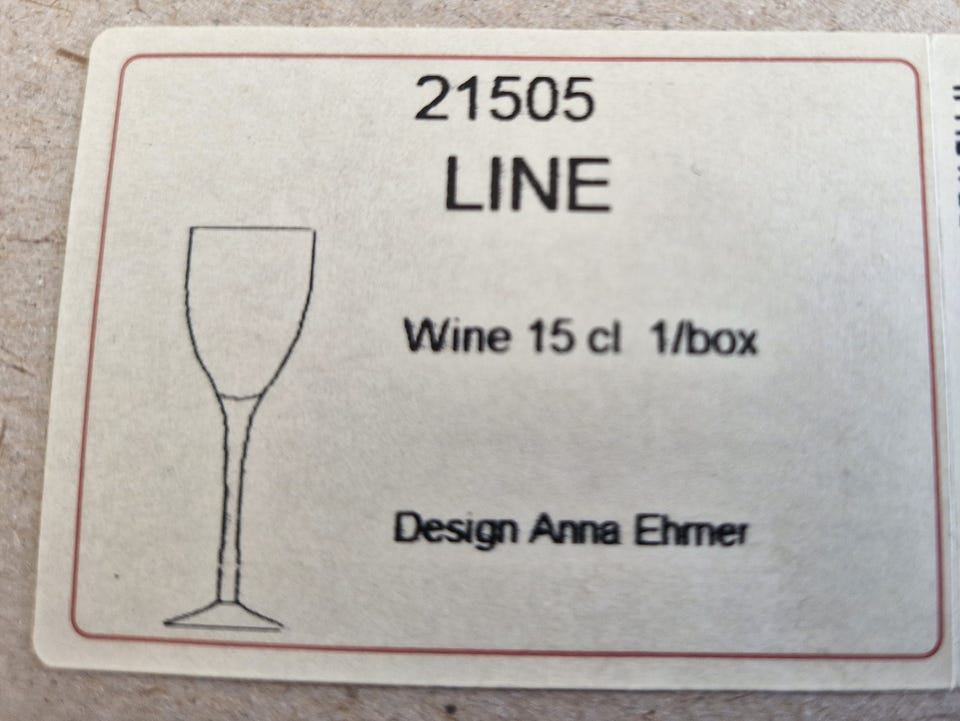 21505
LINE
Wine 15 cl 1/box
Design Anna Ehrner